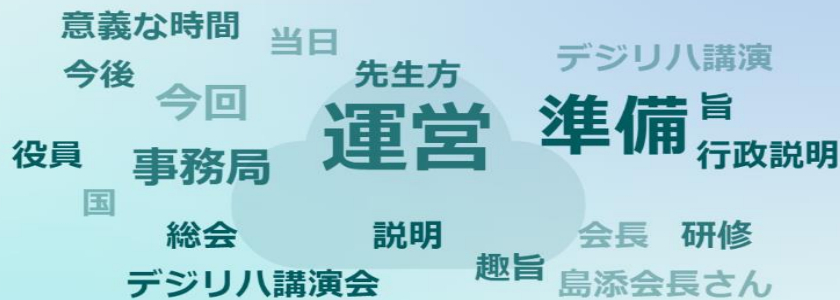 意義な時間
当日
今後
先生方
デジリハ講演
今回
運営
準備
旨
役員
事務局
行政説明
国
総会
説明
会長
研修
デジリハ講演会
趣旨
島添会長さん